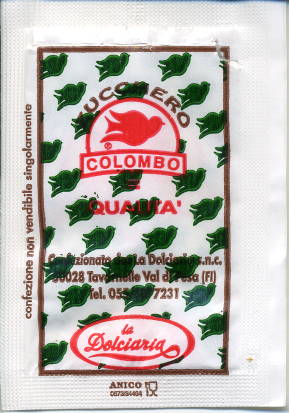 ZUCCHERO
®
COLOMBO
È
QUALITA'
Confezionato da: La Dolciaria s.n.c.
50028 Tavarnelle Val di Pesa (FI)
Tel. 7231
la
Dolciaria
ANICO
confezione non vendibile singolarmente